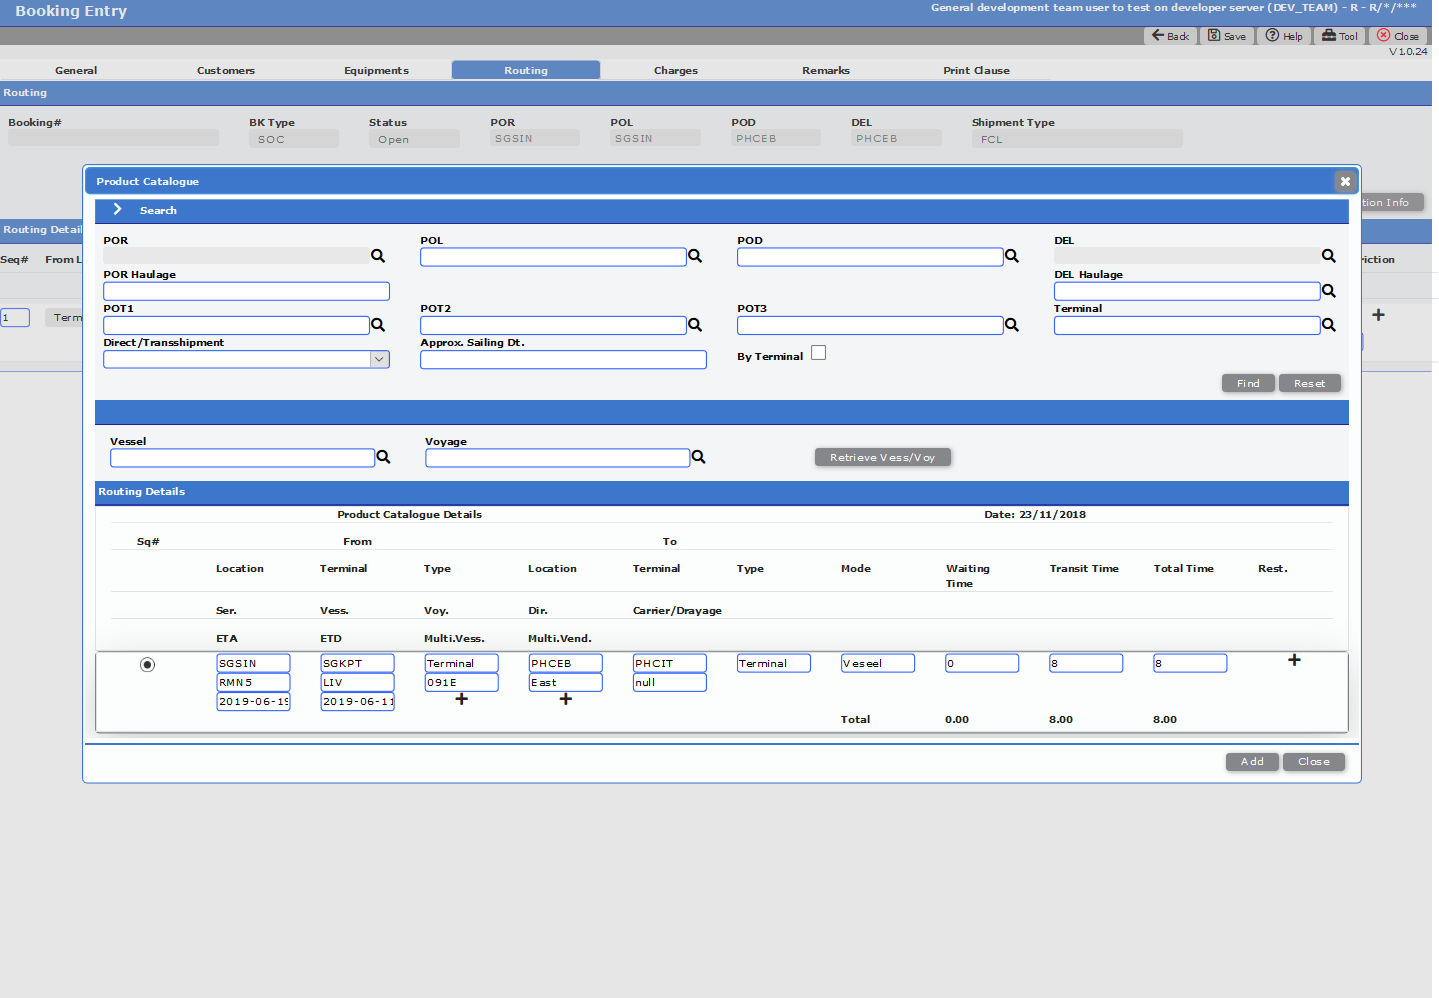 Booking Entry
General development team user to test on developer server (DEV_TEAM) - R - R/*/***
Back Save Help Tool Close
V 1.0.24
General Customers Equipments Routing Charges Remarks Print Clause
Routing
Booking# BK Type Status POR POL POD DEL Shipment Type
SOC Open SGSIN SGSIN PHCEB PHCEB FCL
Product Catalogue
Search
tion Info
Routing Detail
Seq# From L
riction
1 Term
POR POL POD DEL
POR Haulage DEL Haulage
POT1 POT2 POT3 Terminal
Direct/Transshipment Approx. Sailing Dt. By Terminal
Find Reset
Vessel Voyage
Retrieve Vess/Voy
Routing Details
Product Catalogue Details Date: 23/11/2018
Sq# From To
Location Terminal Type Location Terminal Type Mode Waiting Time Transit Time Total Time Rest.
Ser. Vess. Voy. Dir. Carrier/Drayage
ETA ETD Multi.Vess. Multi.Vend.
SGSIN SGKPT Terminal PHCEB PHCIT Terminal Veseel 0 8 8
RMN5 LIV 091E East null
2019-06-19 2019-06-11
Total 0.00 8.00 8.00
Add Close